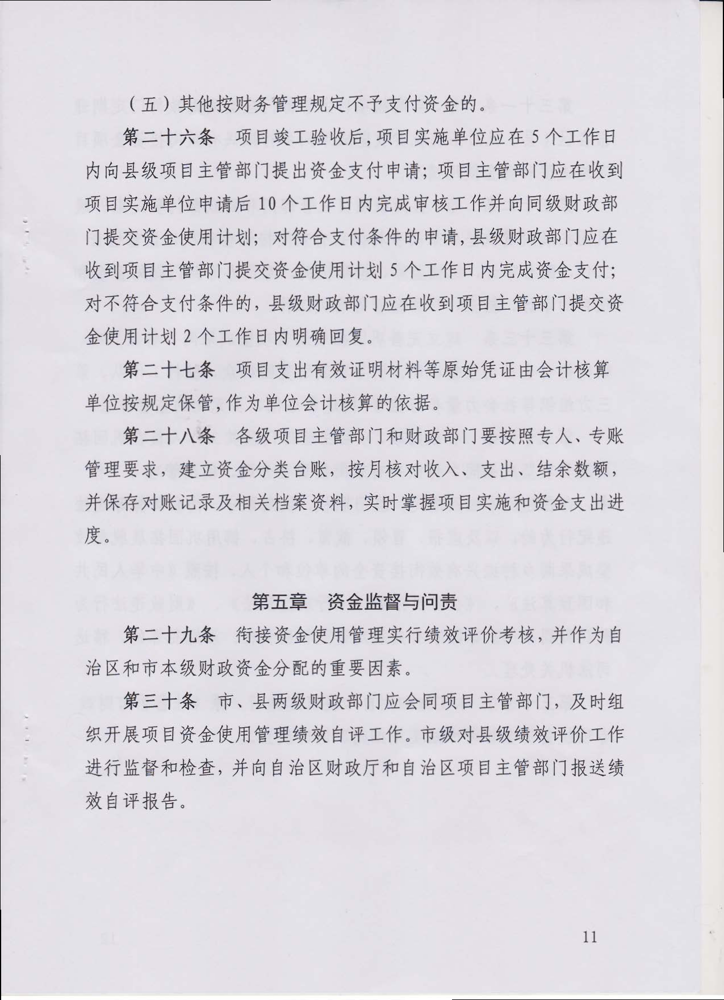 （五）其他按财务管理规定不予支付资金的。
第二十六条　项目竣工验收后，项目实施单位应在 5 个工作日
内向县级项目主管部门提出资金支付申请；项目主管部门应在收到
项目实施单位申请后 10 个工作日内完成审核工作并向同级财政部
门提交资金使用计划；对符合支付条件的申请，县级财政部门应在
收到项目主管部门提交资金使用计划 5 个工作日内完成资金支付；
对不符合支付条件的，县级财政部门应在收到项目主管部门提交资
金使用计划 2 个工作日内明确回复。
第二十七条　项目支出有效证明材料等原始凭证由会计核算
单位按规定保管，作为单位会计核算的依据。
第二十八条　各级项目主管部门和财政部门要按照专人、专账
管理要求，建立资金分类台账，按月核对收入、支出、结余数额，
并保存对账记录及相关档案资料，实时掌握项目实施和资金支出进
度。
第五章　资金监督与问责
第二十九条　衔接资金使用管理实行绩效评价考核，并作为自
治区和市本级财政资金分配的重要因素。
第三十条　市、县两级财政部门应会同项目主管部门，及时组
织开展项目资金使用管理绩效自评工作。市级对县级绩效评价工作
进行监督和检查，并向自治区财政厅和自治区项目主管部门报送绩
效自评报告。
11